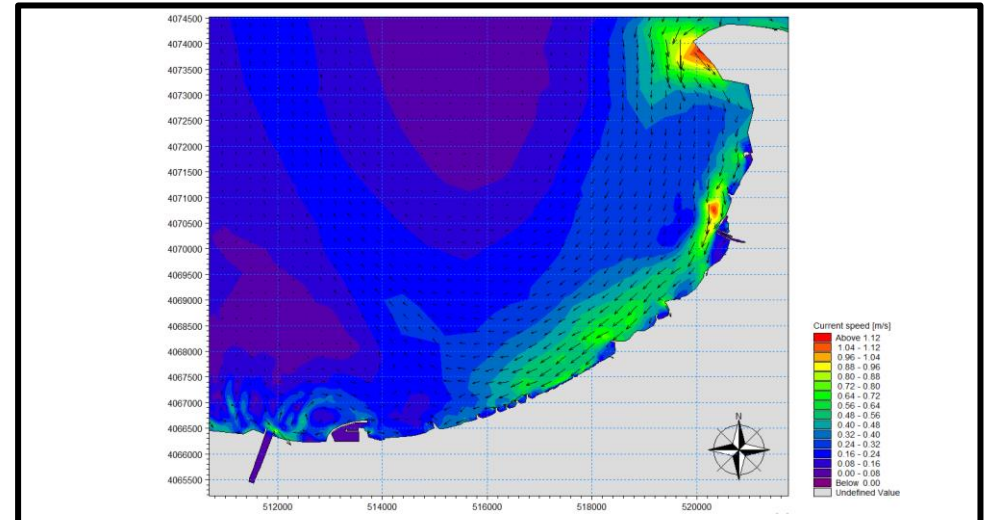 4074500
4074000
4073500
4073000
4072500
4072000
4071500
4071000
4070500
4070000
4069500
4069000
4068500
4068000
4067500
4067000
4066500
4066000
4065500
512000 514000 516000 518000 520000
N
Current speed [m/s]
Above 1.12
1.04 - 1.12
0.96 - 1.04
0.88 - 0.96
0.80 - 0.88
0.72 - 0.80
0.64 - 0.72
0.56 - 0.64
0.48 - 0.56
0.40 - 0.48
0.32 - 0.40
0.24 - 0.32
0.16 - 0.24
0.08 - 0.16
0.00 - 0.08
Below 0.00
Undefined Value